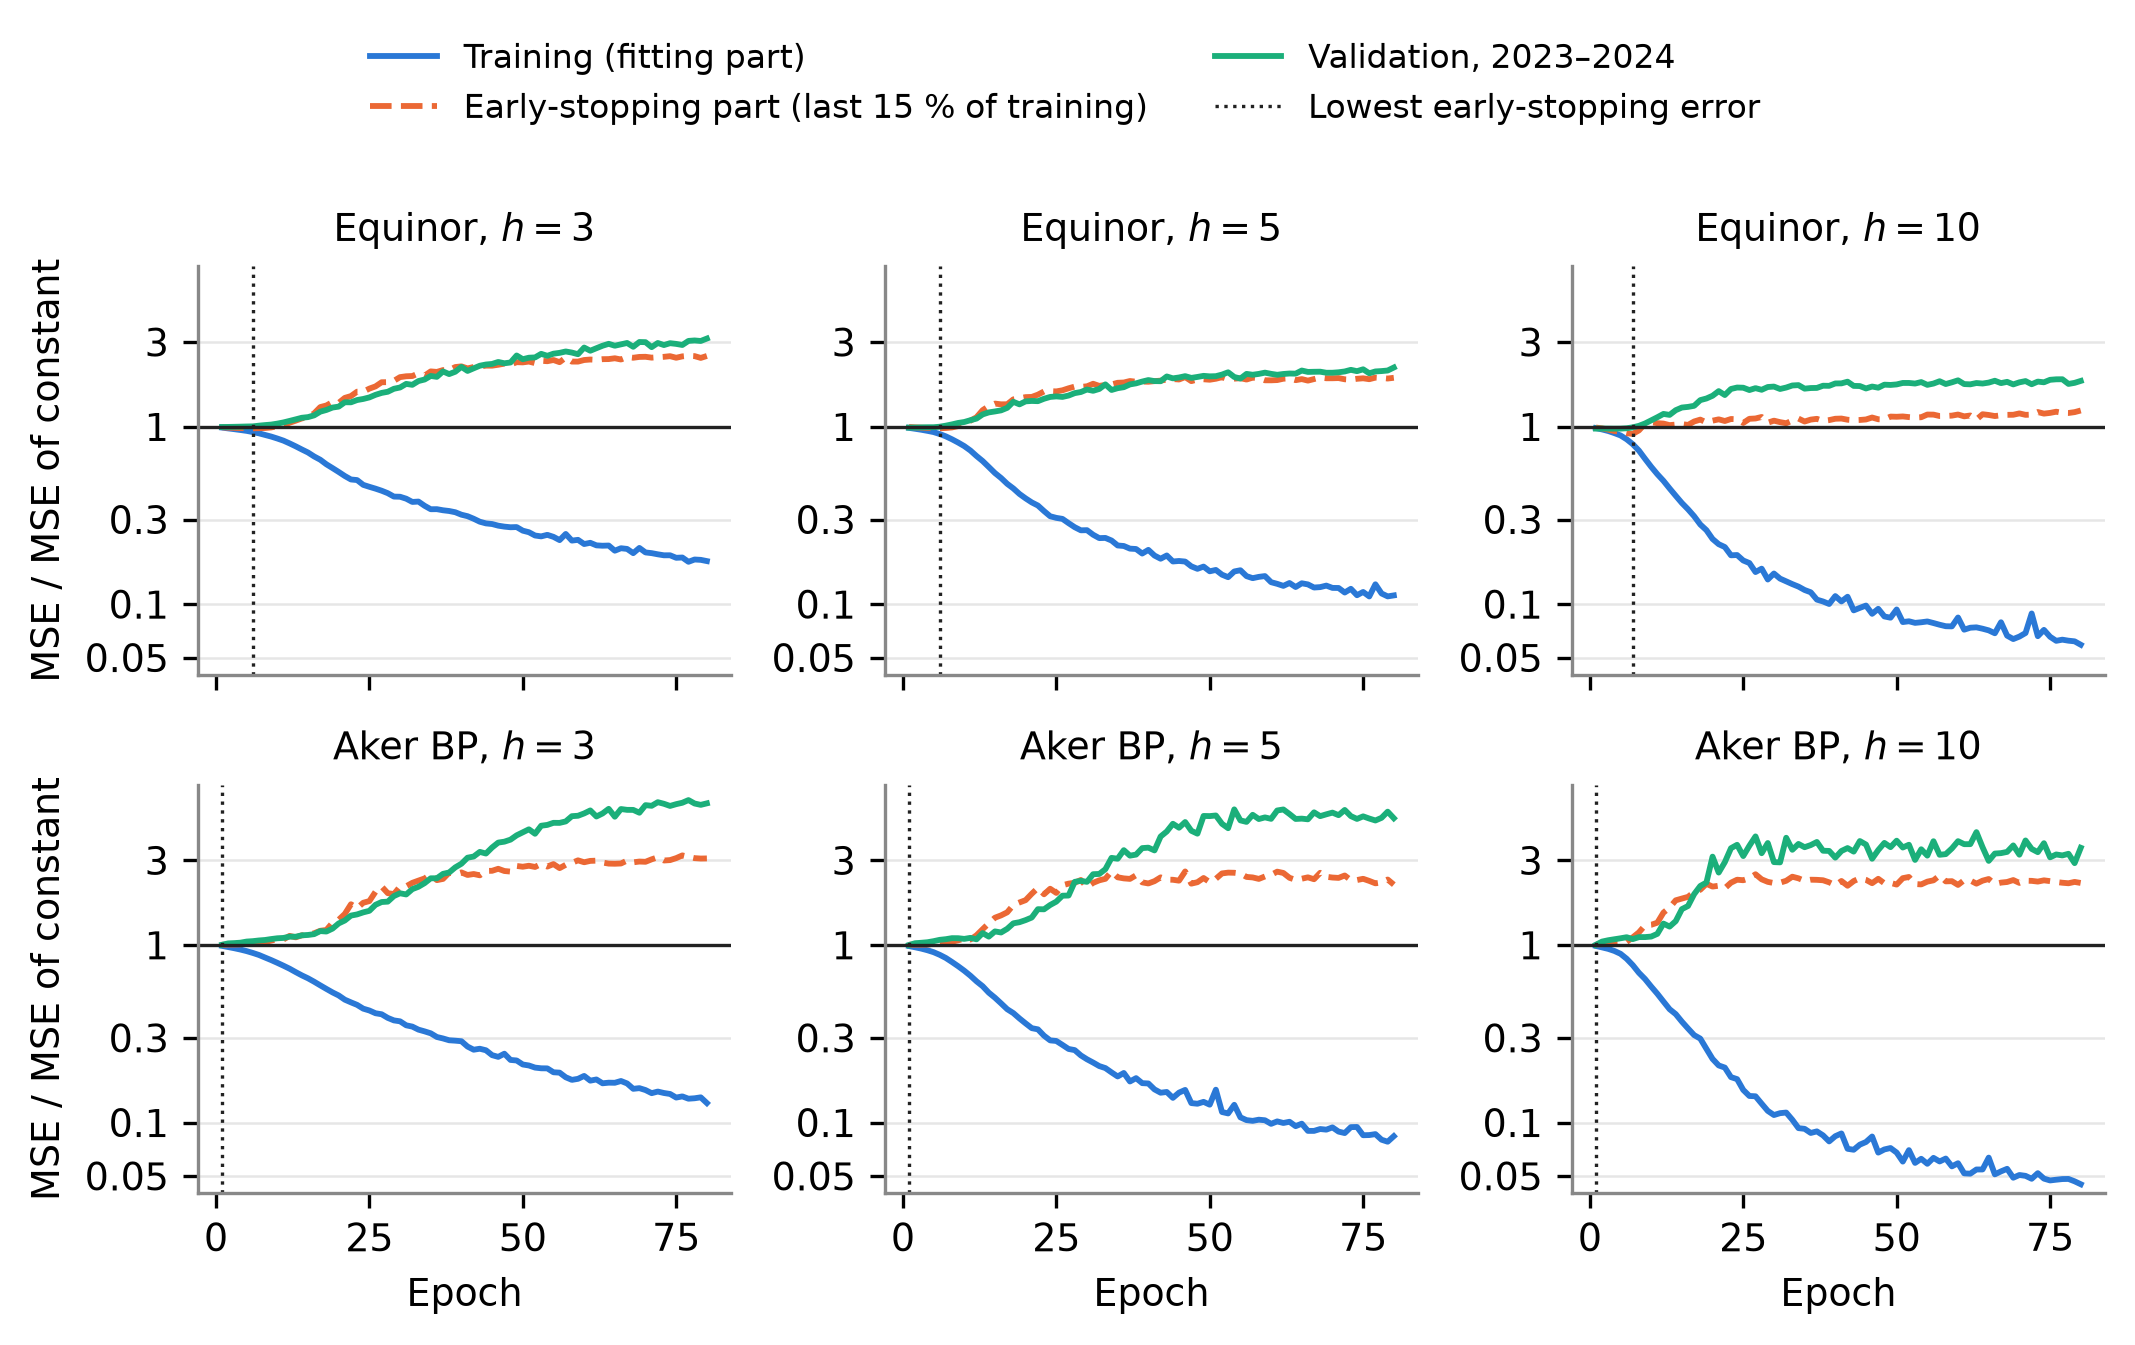 Training (fitting part)
Early-stopping part (last 15 % of training)
Validation, 2023–2024
Lowest early-stopping error
Equinor, h = 3
Equinor, h = 5
Equinor, h = 10
MSE / MSE of constant
3
1
0.3
0.1
0.05
3
1
0.3
0.1
0.05
3
1
0.3
0.1
0.05
Aker BP, h = 3
Aker BP, h = 5
Aker BP, h = 10
MSE / MSE of constant
3
1
0.3
0.1
0.05
3
1
0.3
0.1
0.05
3
1
0.3
0.1
0.05
0 25 50 75
0 25 50 75
0 25 50 75
Epoch
Epoch
Epoch